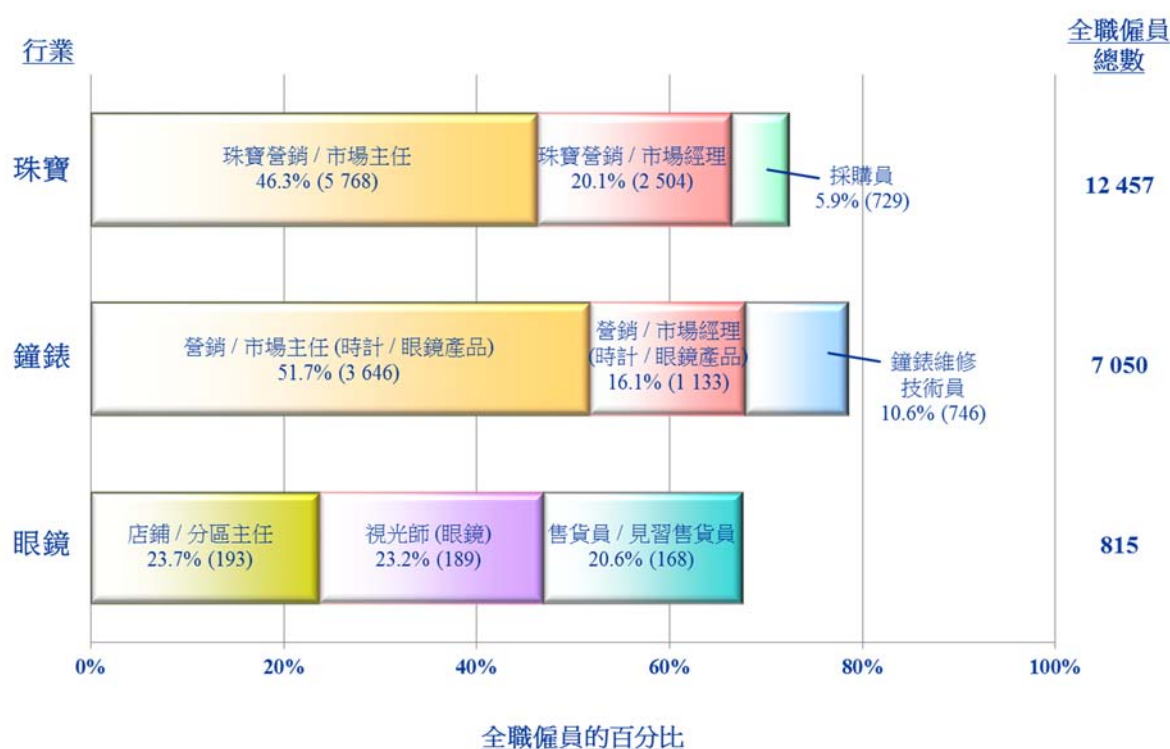 行業
全職僱員
總數
珠寶
珠寶營銷 / 市場主任
46.3% (5 768)
珠寶營銷 / 市場經理
20.1% (2 504)
採購員
5.9% (729)
12 457
鐘錶
營銷 / 市場主任 (時計 / 眼鏡產品)
51.7% (3 646)
營銷 / 市場經理
(時計 / 眼鏡產品)
16.1% (1 133)
鐘錶維修
技術員
10.6% (746)
7 050
眼鏡
店鋪 / 分區主任
23.7% (193)
視光師 (眼鏡)
23.2% (189)
售貨員 / 見習售貨員
20.6% (168)
815
0% 20% 40% 60% 80% 100%
全職僱員的百分比